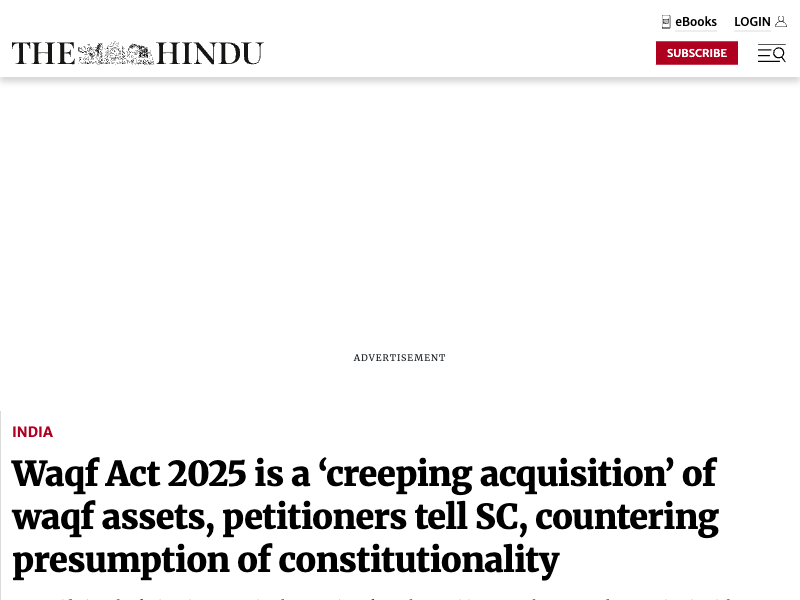 eBooks LOGIN
THE HINDU
SUBSCRIBE
ADVERTISEMENT
INDIA
Waqf Act 2025 is a ‘creeping acquisition’ of
waqf assets, petitioners tell SC, countering
presumption of constitutionality